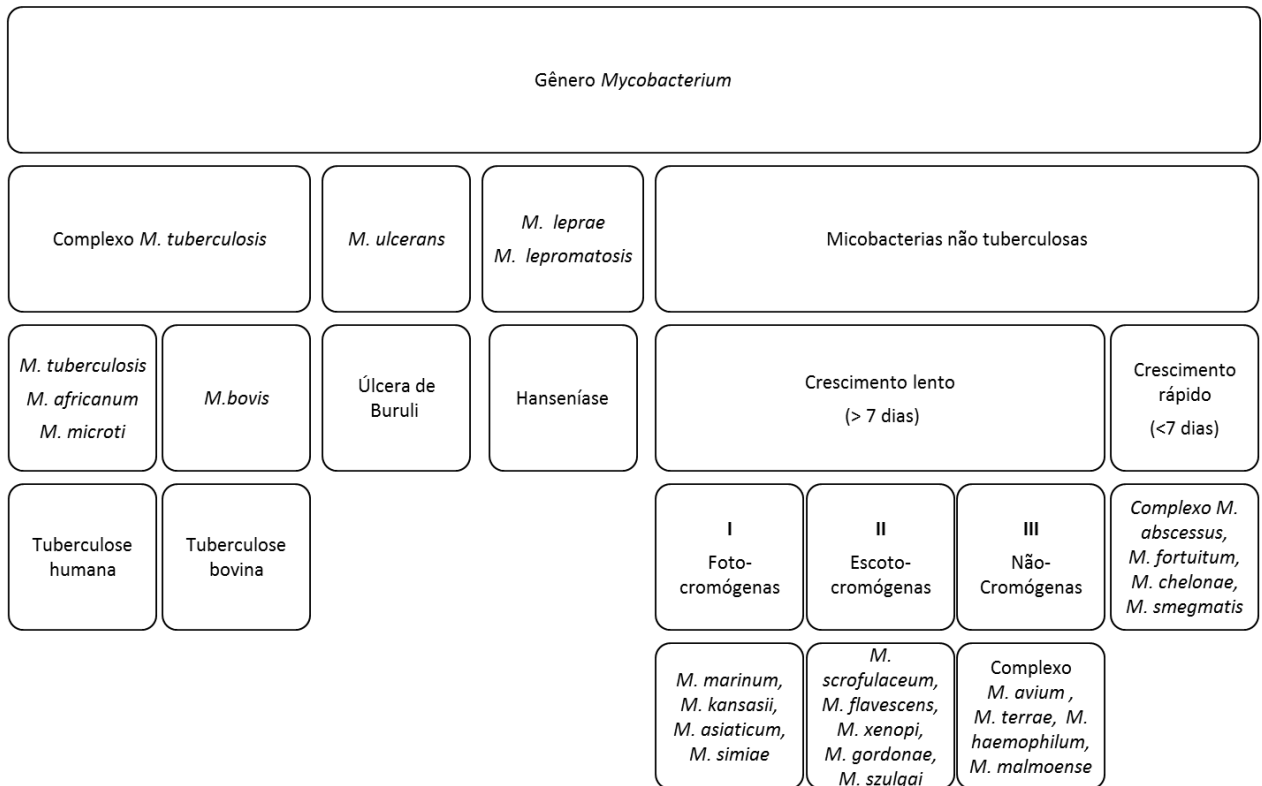 Gênero Mycobacterium
Complexo M. tuberculosis
M. ulcerans
M. leprae
M. lepromatosis
Micobacterias não tuberculosas
M. tuberculosis
M. africanum
M. microti
M.bovis
Úlcera de
Buruli
Hanseníase
Crescimento lento
(> 7 dias)
Crescimento
rápido
(<7 dias)
Tuberculose
humana
Tuberculose
bovina
I
Foto-
cromógenas
II
Escoto-
cromógenas
III
Não-
Cromógenas
Complexo M.
abscessus,
M. fortuitum,
M. chelonae,
M. smegmatis
M. marinum,
M. kansasii,
M. asiaticum,
M. simiae
M.
scrofulaceum,
M. flavescens,
M. xenopi,
M. gordonae,
M. szulgai
Complexo
M. avium ,
M. terrae, M.
haemophilum,
M. malmoense